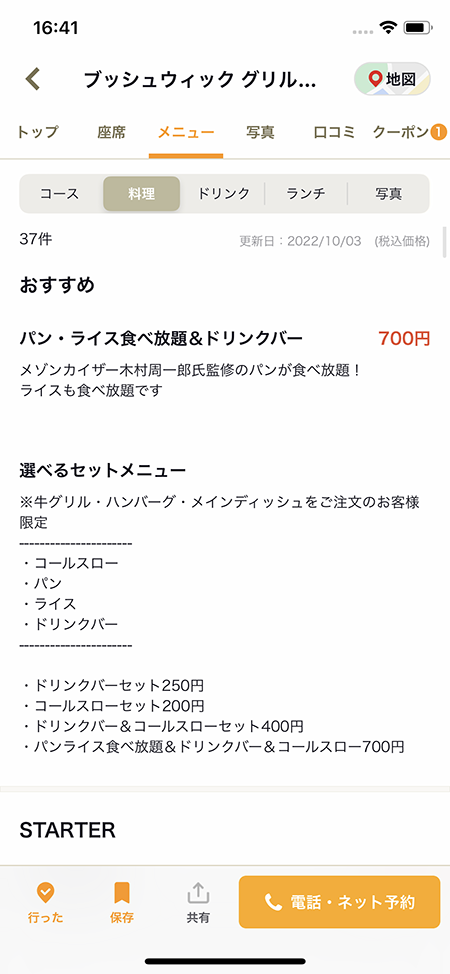 16:41
ブッシュウィック グリル...
地図
トップ 座席 メニュー 写真 口コミ クーポン 1
コース 料理 ドリンク ランチ 写真
37件 更新日：2022/10/03 (税込価格)
おすすめ
パン・ライス食べ放題＆ドリンクバー 700円
メゾンカイザー木村周一郎氏監修のパンが食べ放題！
ライスも食べ放題です
選べるセットメニュー
※牛グリル・ハンバーグ・メインディッシュをご注文のお客様
限定
----------------------
・コールスロー
・パン
・ライス
・ドリンクバー
----------------------
・ドリンクバーセット250円
・コールスローセット200円
・ドリンクバー＆コールスローセット400円
・パンライス食べ放題＆ドリンクバー＆コールスロー700円
STARTER
行った 保存 共有 電話・ネット予約